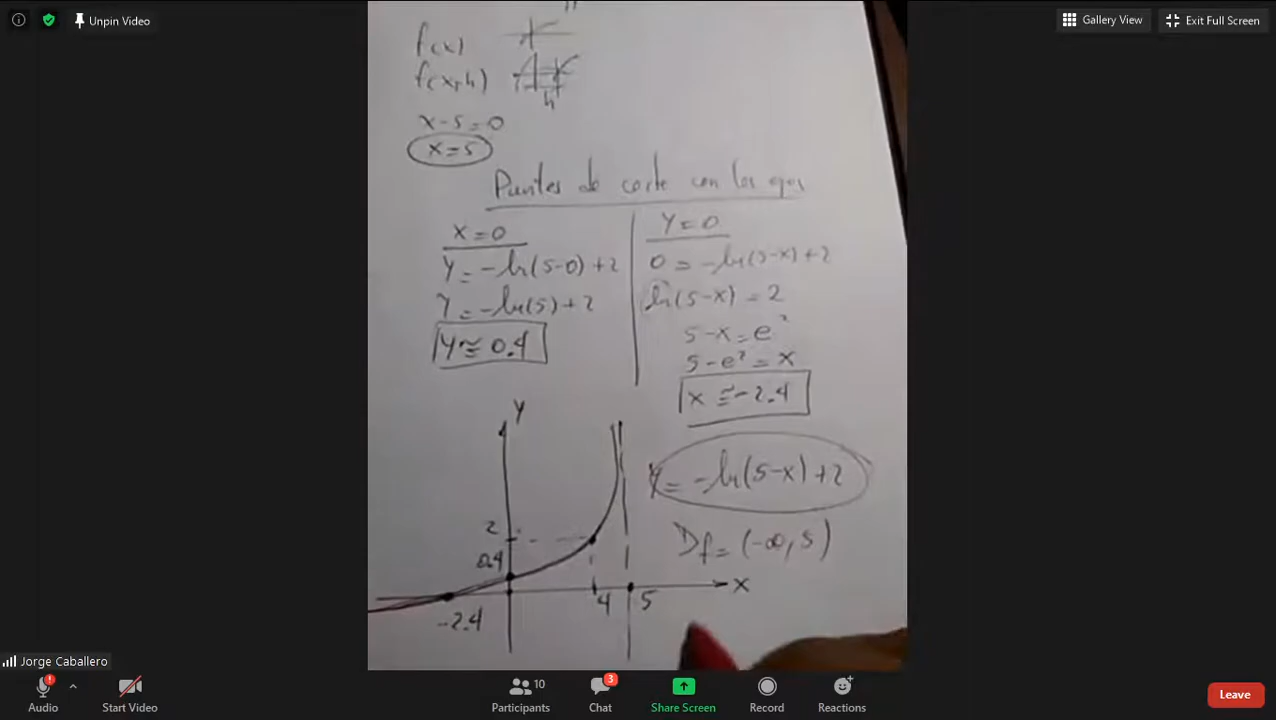 Unpin Video
Gallery View
Exit Full Screen
f(x)
f(x+h)
h
x-5=0
x=5
Puntos de corte con los ejes
x=0
y=-ln(5-0)+2
y=-ln(5)+2
y≅0.4
y=0
0=-ln(5-x)+2
ln(5-x)=2
5-x=e²
5-e²=x
x≅-2.4
y=-ln(5-x)+2
Df=(-∞,5)
Y
2
0.4
-2.4
4
5
X
Jorge Caballero
Audio
Start Video
10
Participants
3
Chat
Share Screen
Record
Reactions
Leave